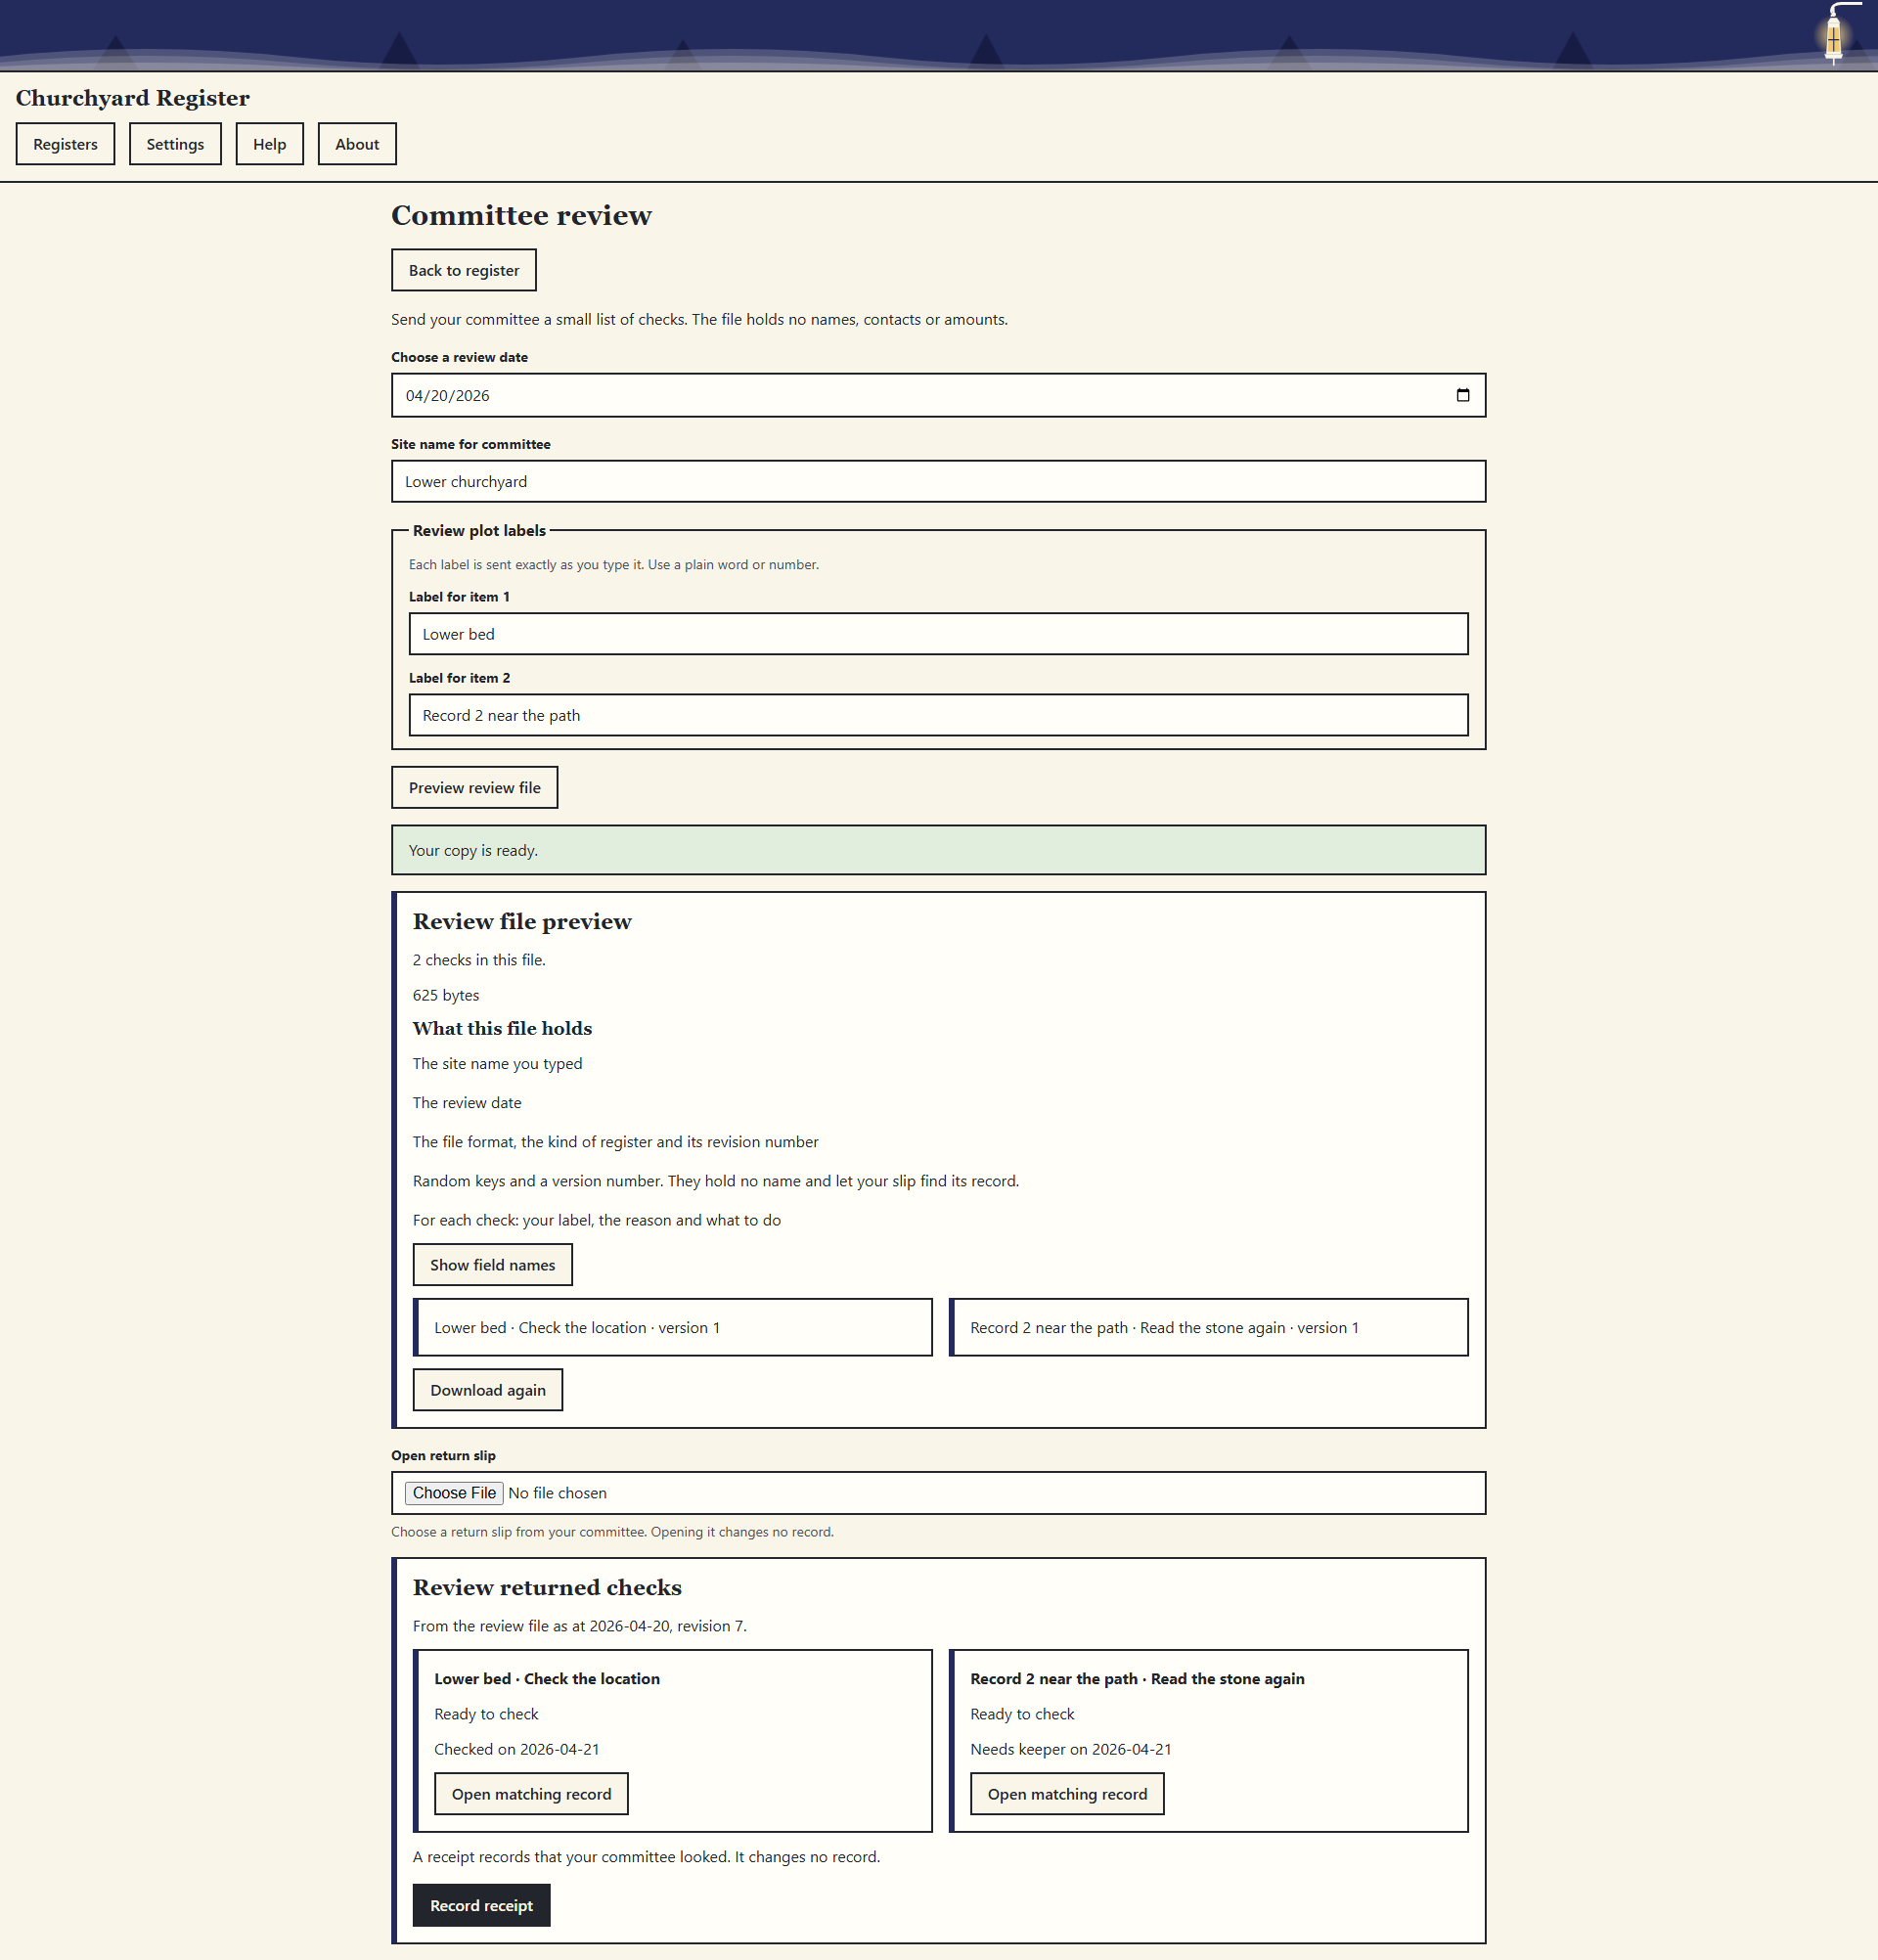 Churchyard Register
Registers
Settings
Help
About
Committee review
Back to register
Send your committee a small list of checks. The file holds no names, contacts or amounts.
Choose a review date
04/20/2026
Site name for committee
Lower churchyard
Review plot labels
Each label is sent exactly as you type it. Use a plain word or number.
Label for item 1
Lower bed
Label for item 2
Record 2 near the path
Preview review file
Your copy is ready.
Review file preview
2 checks in this file.
625 bytes
What this file holds
The site name you typed
The review date
The file format, the kind of register and its revision number
Random keys and a version number. They hold no name and let your slip find its record.
For each check: your label, the reason and what to do
Show field names
Lower bed · Check the location · version 1
Record 2 near the path · Read the stone again · version 1
Download again
Open return slip
Choose File No file chosen
Choose a return slip from your committee. Opening it changes no record.
Review returned checks
From the review file as at 2026-04-20, revision 7.
Lower bed · Check the location
Ready to check
Checked on 2026-04-21
Open matching record
Record 2 near the path · Read the stone again
Ready to check
Needs keeper on 2026-04-21
Open matching record
A receipt records that your committee looked. It changes no record.
Record receipt